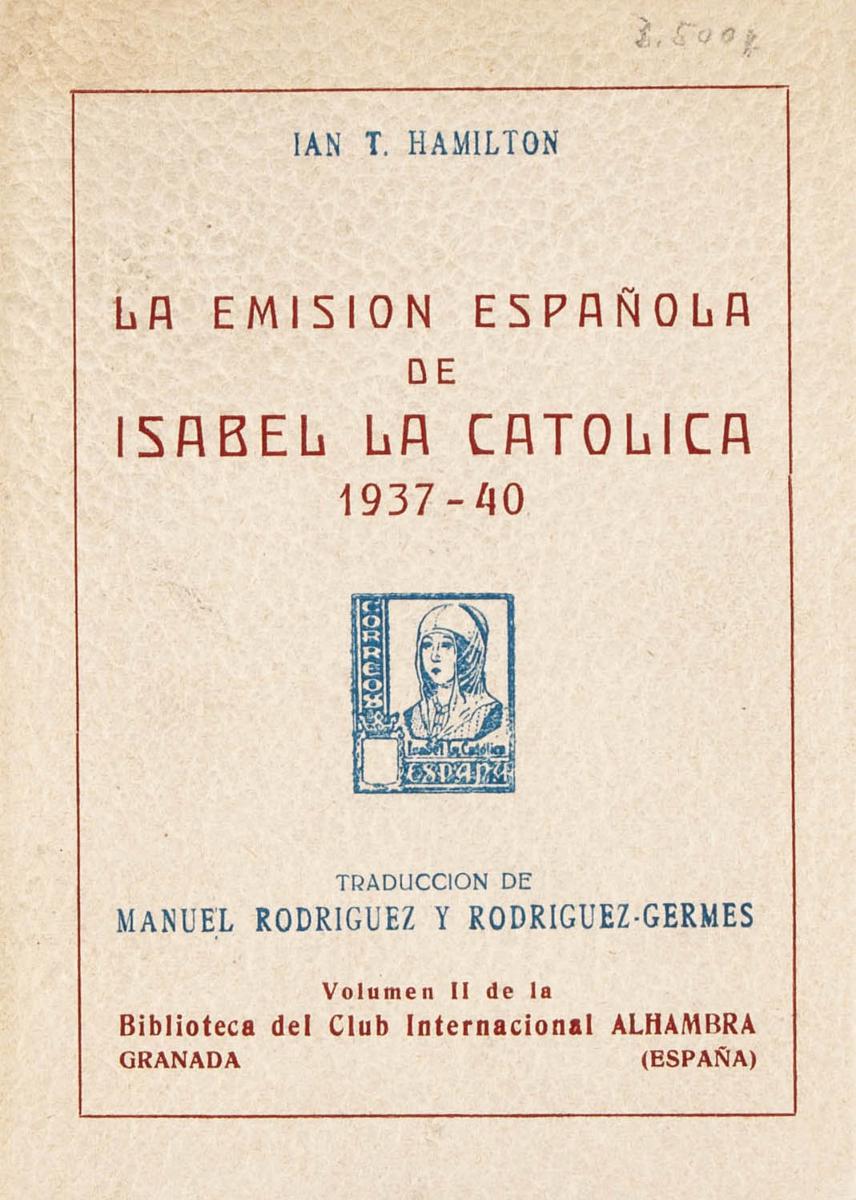 IAN T. HAMILTON
LA EMISION ESPAÑOLA
DE
ISABEL LA CATOLICA
1937-40
CORREOS
Isabel la Católica
ESPAÑA
TRADUCCION DE
MANUEL RODRIGUEZ Y RODRIGUEZ-GERMES
Volumen II de la
Biblioteca del Club Internacional ALHAMBRA
GRANADA (ESPAÑA)